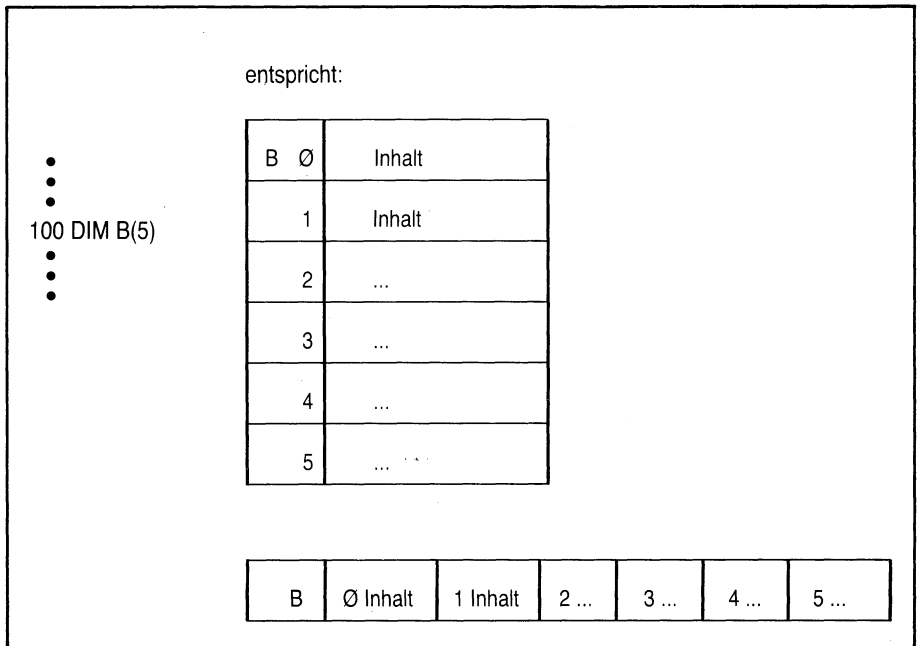 entspricht:
B Ø Inhalt
1 Inhalt
100 DIM B(5)
2 ...
3 ...
4 ...
5 ...
B Ø Inhalt 1 Inhalt 2 ... 3 ... 4 ... 5 ...